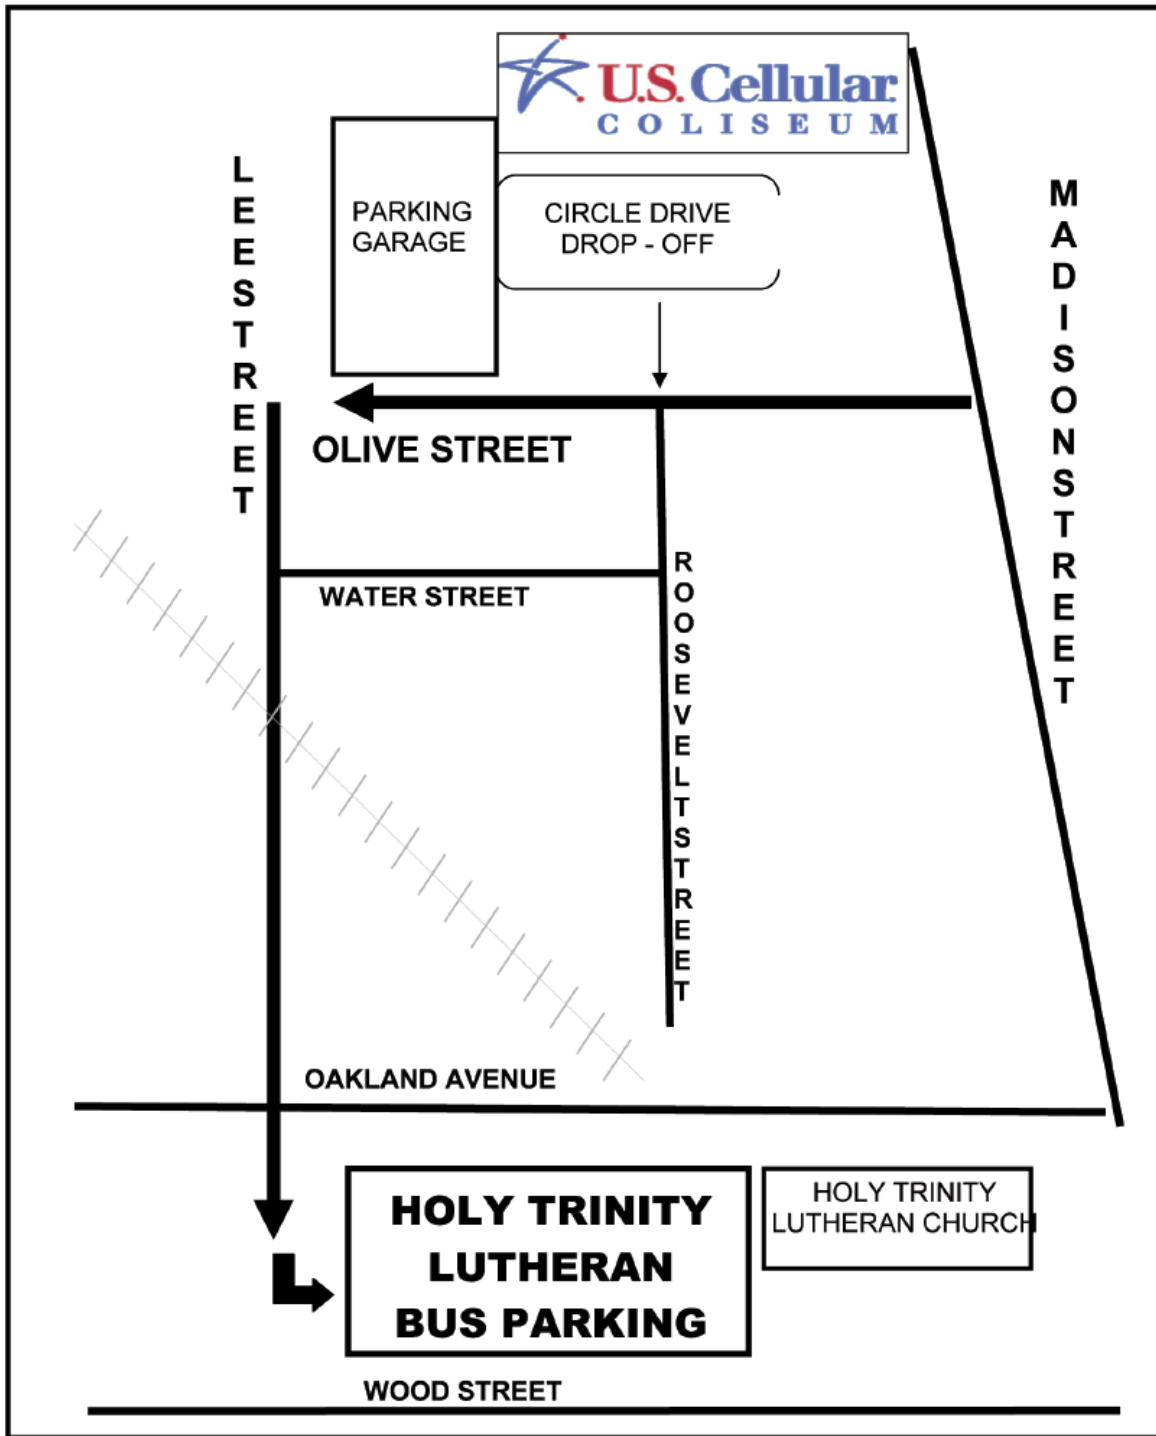 U.S. Cellular
COLISEUM
PARKING
GARAGE
CIRCLE DRIVE
DROP - OFF
LEE STREET
MADISON STREET
OLIVE STREET
WATER STREET
ROOSEVELT STREET
OAKLAND AVENUE
HOLY TRINITY
LUTHERAN
BUS PARKING
HOLY TRINITY
LUTHERAN CHURCH
WOOD STREET